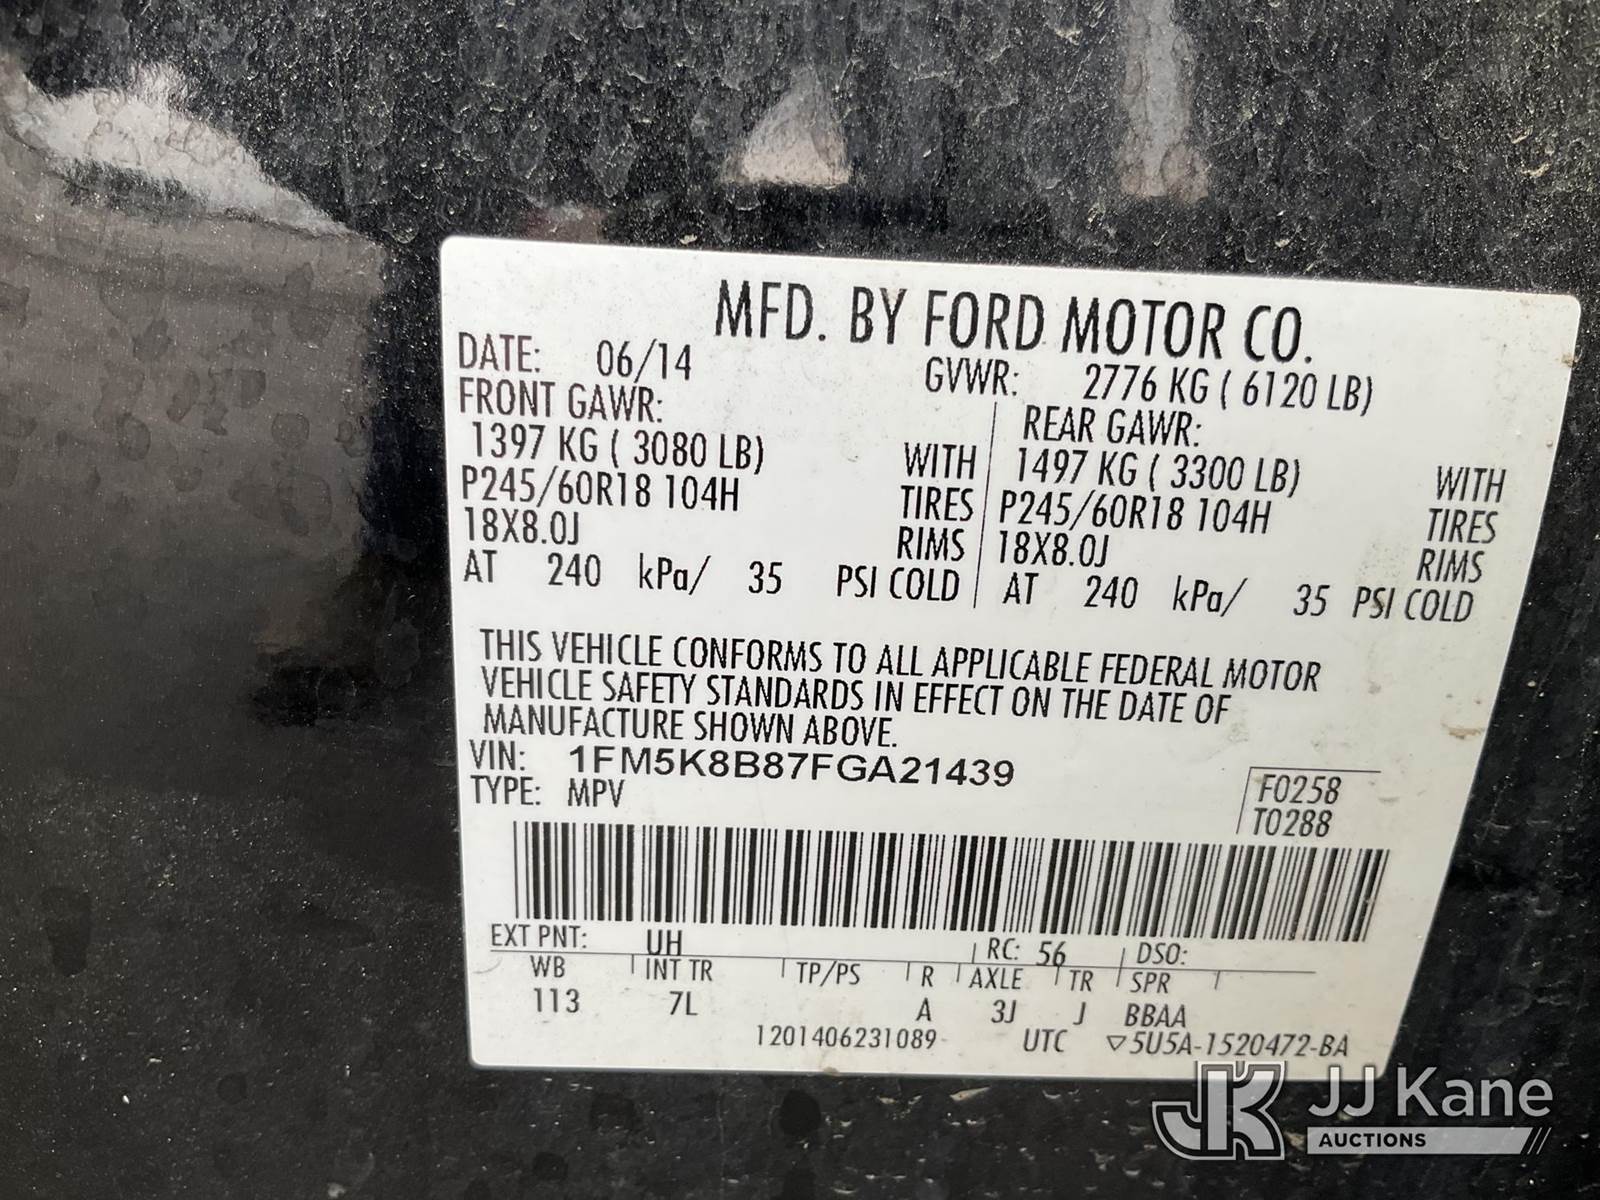 MFD. BY FORD MOTOR CO.
DATE: 06/14 GVWR: 2776 KG ( 6120 LB)
FRONT GAWR: REAR GAWR:
1397 KG ( 3080 LB) WITH 1497 KG ( 3300 LB) WITH
P245/60R18 104H TIRES P245/60R18 104H TIRES
18X8.0J RIMS 18X8.0J RIMS
AT 240 kPa/ 35 PSI COLD AT 240 kPa/ 35 PSI COLD
THIS VEHICLE CONFORMS TO ALL APPLICABLE FEDERAL MOTOR
VEHICLE SAFETY STANDARDS IN EFFECT ON THE DATE OF
MANUFACTURE SHOWN ABOVE.
VIN: 1FM5K8B87FGA21439
TYPE: MPV F0258
T0288
EXT PNT: UH RC: 56 DSO:
WB INT TR TP/PS R AXLE TR SPR
113 7L A 3J J BBAA
1201406231089 UTC ▽5U5A-1520472-BA
JK JJ Kane
AUCTIONS